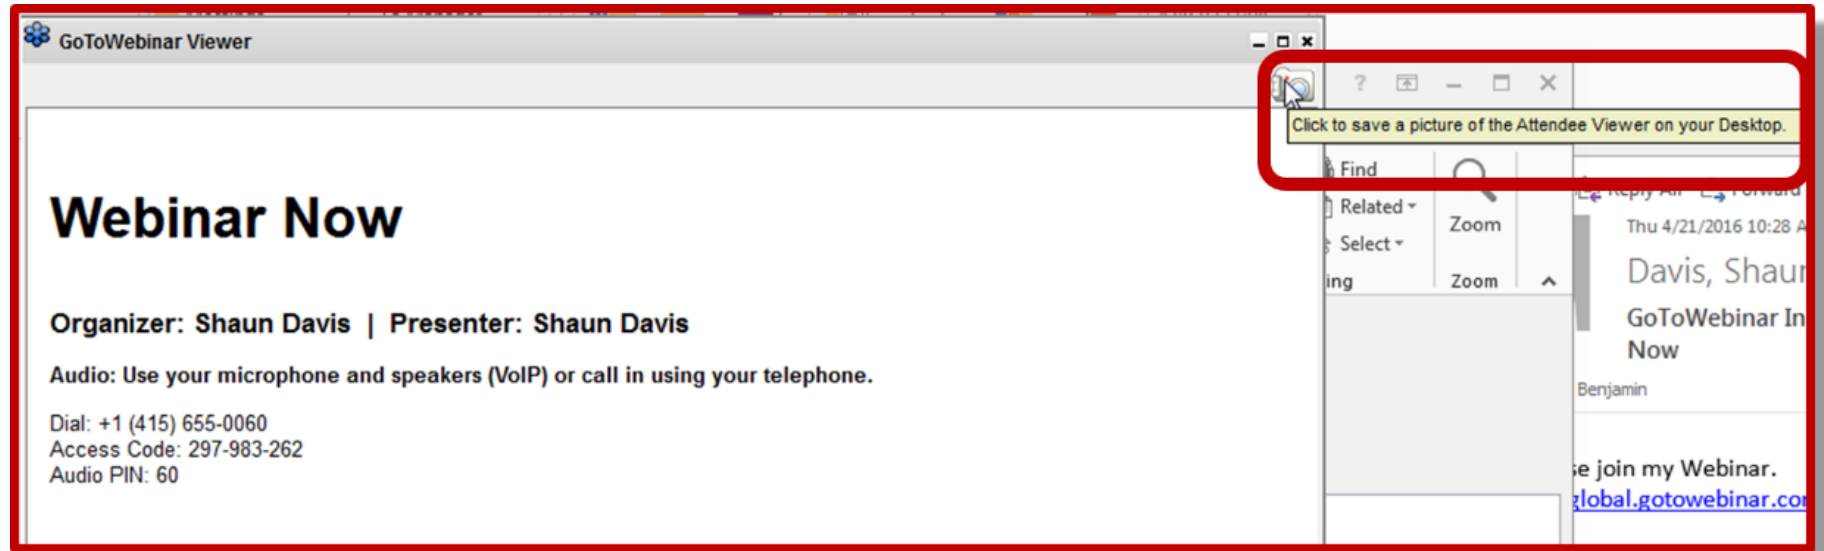 GoToWebinar Viewer
Click to save a picture of the Attendee Viewer on your Desktop.
Webinar Now
Organizer: Shaun Davis | Presenter: Shaun Davis
Audio: Use your microphone and speakers (VoIP) or call in using your telephone.
Dial: +1 (415) 655-0060
Access Code: 297-983-262
Audio PIN: 60
Find
Related
Select
Zoom
Zoom
Reply All Forward
Thu 4/21/2016 10:28
Davis,
GoToWebinar
Now
Benjamin
join my Webinar.
global.gotowebinar.co